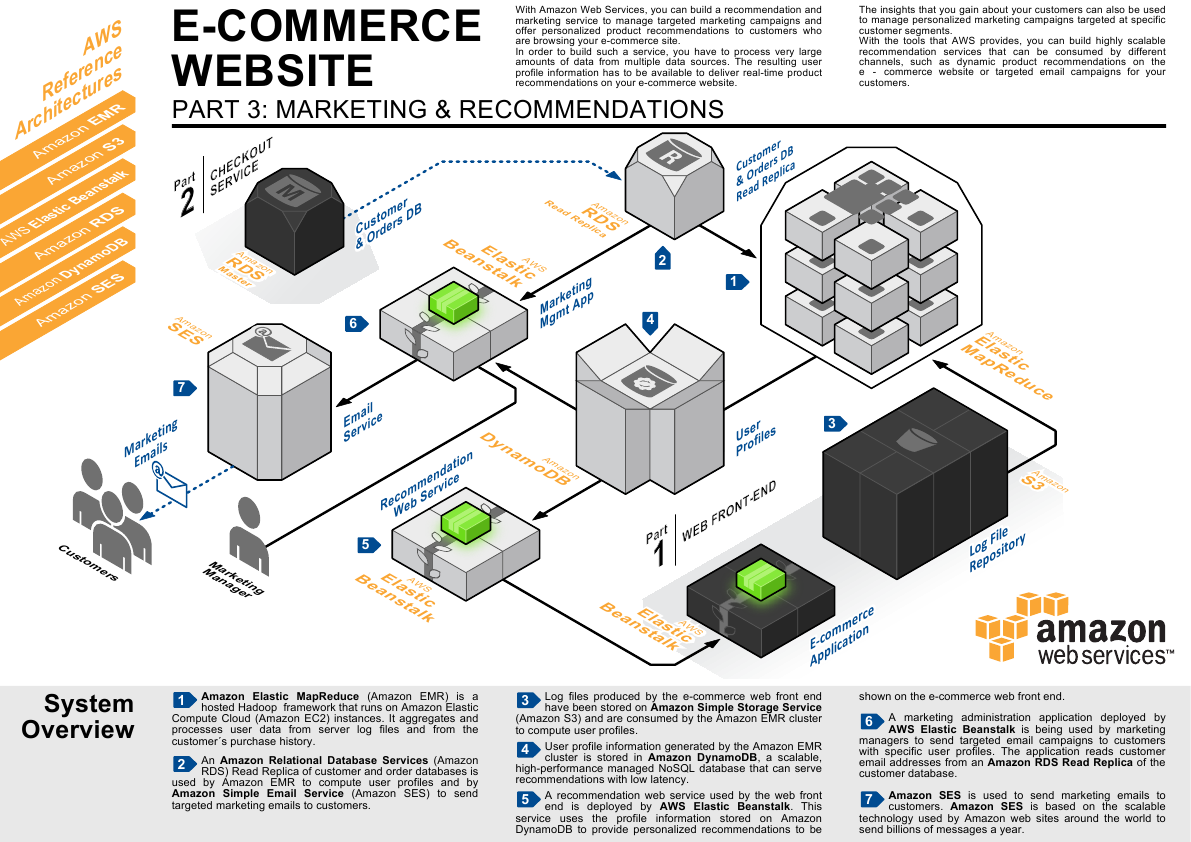 AWS
Reference
Architectures
Amazon EMR
Amazon S3
AWS Elastic Beanstalk
Amazon RDS
Amazon DynamoDB
Amazon SES
E-COMMERCE
WEBSITE
PART 3: MARKETING & RECOMMENDATIONS
With Amazon Web Services, you can build a recommendation and
marketing service to manage targeted marketing campaigns and
offer personalized product recommendations to customers who
are browsing your e-commerce site.
In order to build such a service, you have to process very large
amounts of data from multiple data sources. The resulting user
profile information has to be available to deliver real-time product
recommendations on your e-commerce website.
The insights that you gain about your customers can also be used
to manage personalized marketing campaigns targeted at specific
customer segments.
With the tools that AWS provides, you can build highly scalable
recommendation services that can be consumed by different
channels, such as dynamic product recommendations on the
e - commerce website or targeted email campaigns for your
customers.
Part
2
CHECKOUT
SERVICE
M
Customer
& Orders DB
Amazon
RDS
Master
R
Customer
& Orders DB
Read Replica
Amazon
RDS
Read Replica
2
1
Amazon
Elastic
MapReduce
AWS
Elastic
Beanstalk
Marketing
Mgmt App
6
4
Amazon
SES
@
7
Email
Service
User
Profiles
Amazon
DynamoDB
3
Amazon
S3
Log File
Repository
Marketing
Emails
@
Customers
Marketing
Manager
Recommendation
Web Service
5
AWS
Elastic
Beanstalk
Part
1
WEB FRONT-END
AWS
Elastic
Beanstalk
E-commerce
Application
amazon
web services™
System
Overview
1 Amazon Elastic MapReduce (Amazon EMR) is a
hosted Hadoop framework that runs on Amazon Elastic
Compute Cloud (Amazon EC2) instances. It aggregates and
processes user data from server log files and from the
customer´s purchase history.
2 An Amazon Relational Database Services (Amazon
RDS) Read Replica of customer and order databases is
used by Amazon EMR to compute user profiles and by
Amazon Simple Email Service (Amazon SES) to send
targeted marketing emails to customers.
3 Log files produced by the e-commerce web front end
have been stored on Amazon Simple Storage Service
(Amazon S3) and are consumed by the Amazon EMR cluster
to compute user profiles.
4 User profile information generated by the Amazon EMR
cluster is stored in Amazon DynamoDB, a scalable,
high-performance managed NoSQL database that can serve
recommendations with low latency.
5 A recommendation web service used by the web front
end is deployed by AWS Elastic Beanstalk. This
service uses the profile information stored on Amazon
DynamoDB to provide personalized recommendations to be
shown on the e-commerce web front end.
6 A marketing administration application deployed by
AWS Elastic Beanstalk is being used by marketing
managers to send targeted email campaigns to customers
with specific user profiles. The application reads customer
email addresses from an Amazon RDS Read Replica of the
customer database.
7 Amazon SES is used to send marketing emails to
customers. Amazon SES is based on the scalable
technology used by Amazon web sites around the world to
send billions of messages a year.